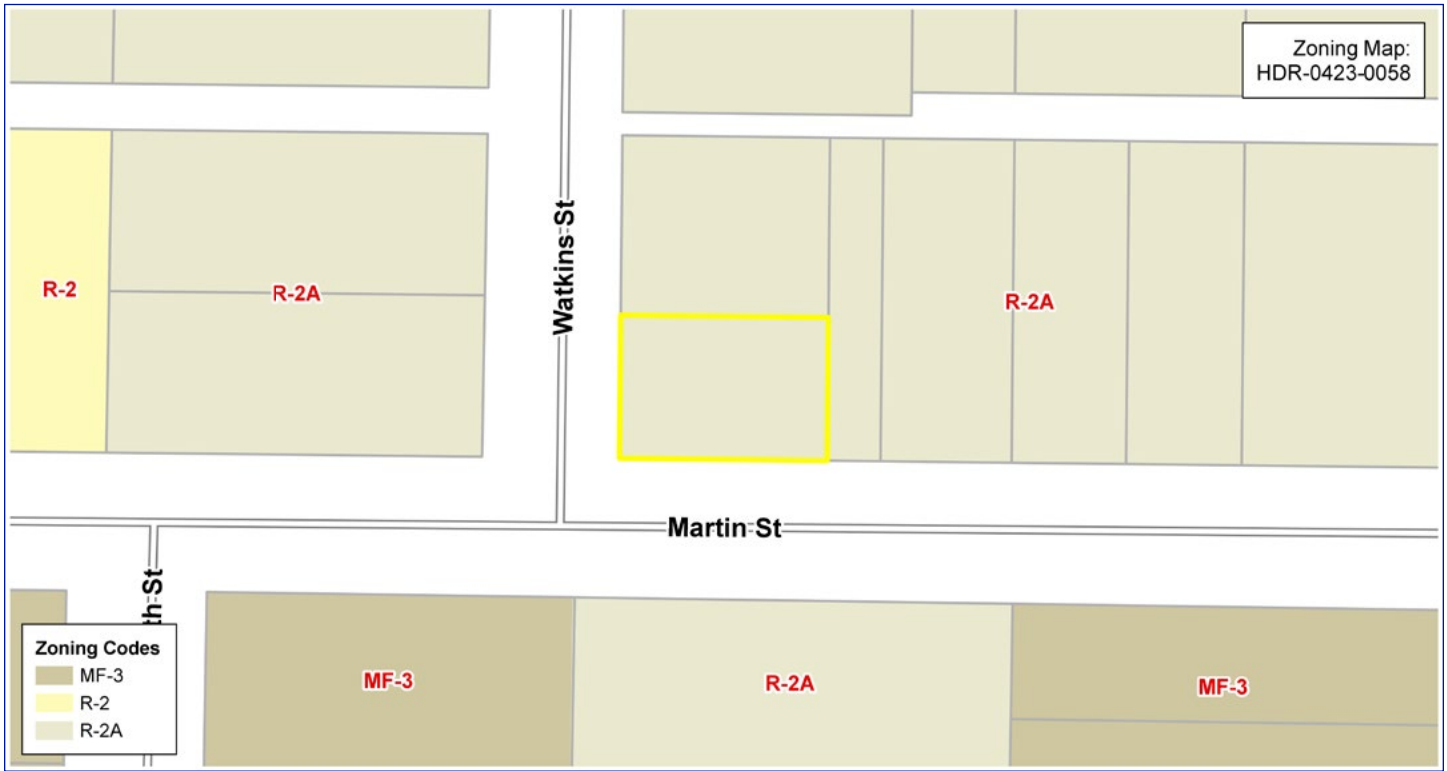 Zoning Map:
HDR-0423-0058
R-2
R-2A
Watkins St
R-2A
Martin St
th St
MF-3
R-2A
MF-3
Zoning Codes
MF-3
R-2
R-2A